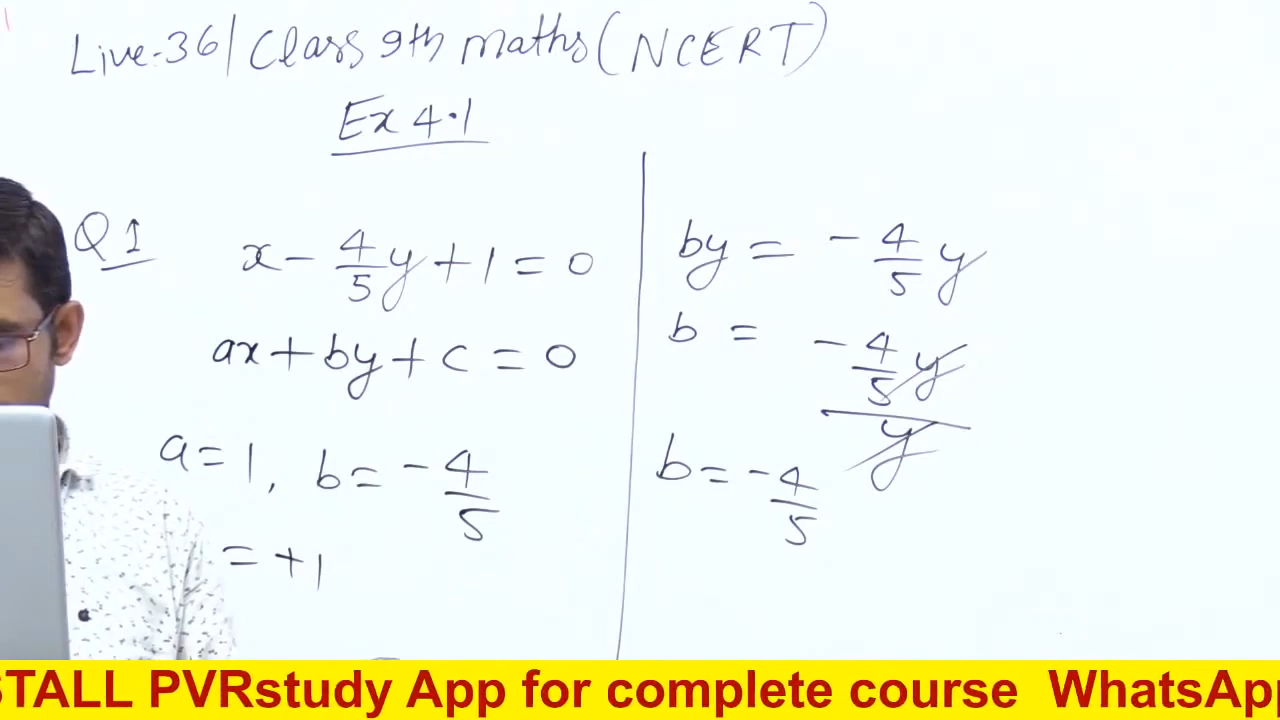 Live-36/ Class 9th maths (NCERT)
Ex 4.1
Q1 x - 4/5 y + 1 = 0
ax + by + c = 0
a = 1, b = -4/5
= +1
by = -4/5 y
b = -4/5 y / y
b = -4/5
STALL PVRstudy App for complete course WhatsApp